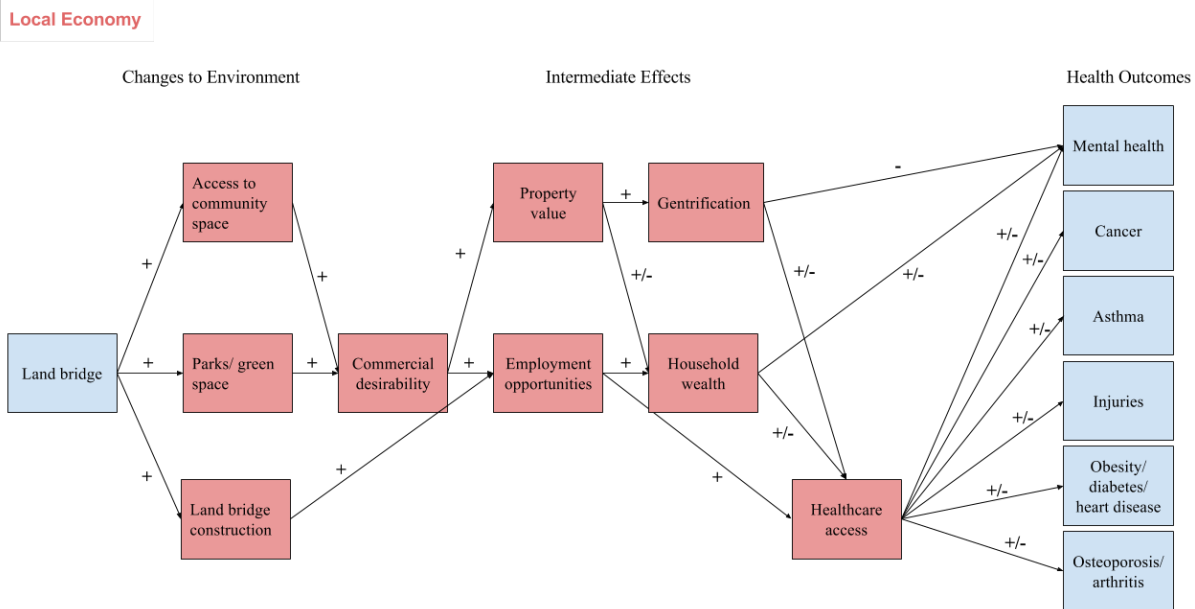 Local Economy
Changes to Environment
Intermediate Effects
Health Outcomes
Land bridge
Access to
community
space
Parks/ green
space
Land bridge
construction
Commercial
desirability
Property
value
Gentrification
Employment
opportunities
Household
wealth
Healthcare
access
Mental health
Cancer
Asthma
Injuries
Obesity/
diabetes/
heart disease
Osteoporosis/
arthritis
+
+
+
+
+
+
+
+
+
+/-
+
+
-
+/-
+/-
+/-
+/-
+/-
+/-
+/-
+/-
+/-